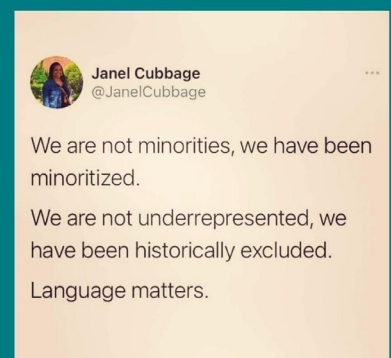 Janel Cubbage
@JanelCubbage
We are not minorities, we have been
minoritized.
We are not underrepresented, we
have been historically excluded.
Language matters.